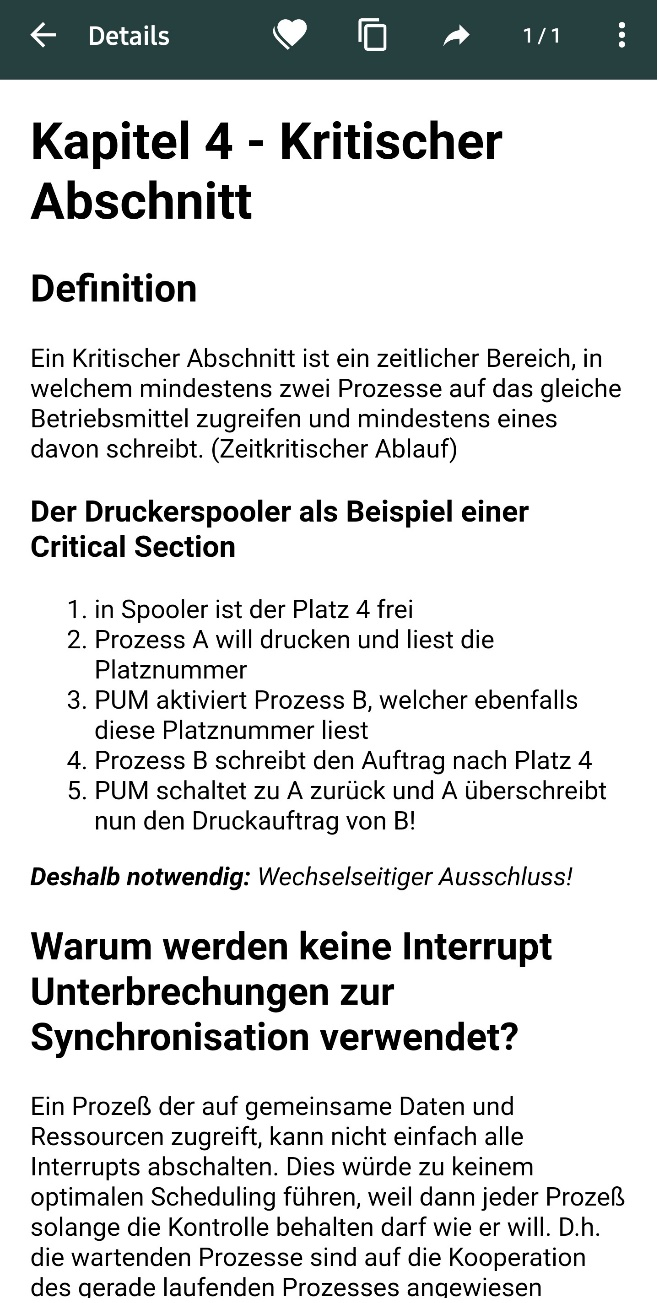 Details
1 / 1
Kapitel 4 - Kritischer
Abschnitt
Definition
Ein Kritischer Abschnitt ist ein zeitlicher Bereich, in
welchem mindestens zwei Prozesse auf das gleiche
Betriebsmittel zugreifen und mindestens eines
davon schreibt. (Zeitkritischer Ablauf)
Der Druckerspooler als Beispiel einer
Critical Section
1. in Spooler ist der Platz 4 frei
2. Prozess A will drucken und liest die
Platznummer
3. PUM aktiviert Prozess B, welcher ebenfalls
diese Platznummer liest
4. Prozess B schreibt den Auftrag nach Platz 4
5. PUM schaltet zu A zurück und A überschreibt
nun den Druckauftrag von B!
Deshalb notwendig: Wechselseitiger Ausschluss!
Warum werden keine Interrupt
Unterbrechungen zur
Synchronisation verwendet?
Ein Prozeß der auf gemeinsame Daten und
Ressourcen zugreift, kann nicht einfach alle
Interrupts abschalten. Dies würde zu keinem
optimalen Scheduling führen, weil dann jeder Prozeß
solange die Kontrolle behalten darf wie er will. D.h.
die wartenden Prozesse sind auf die Kooperation
des gerade laufenden Prozesses angewiesen